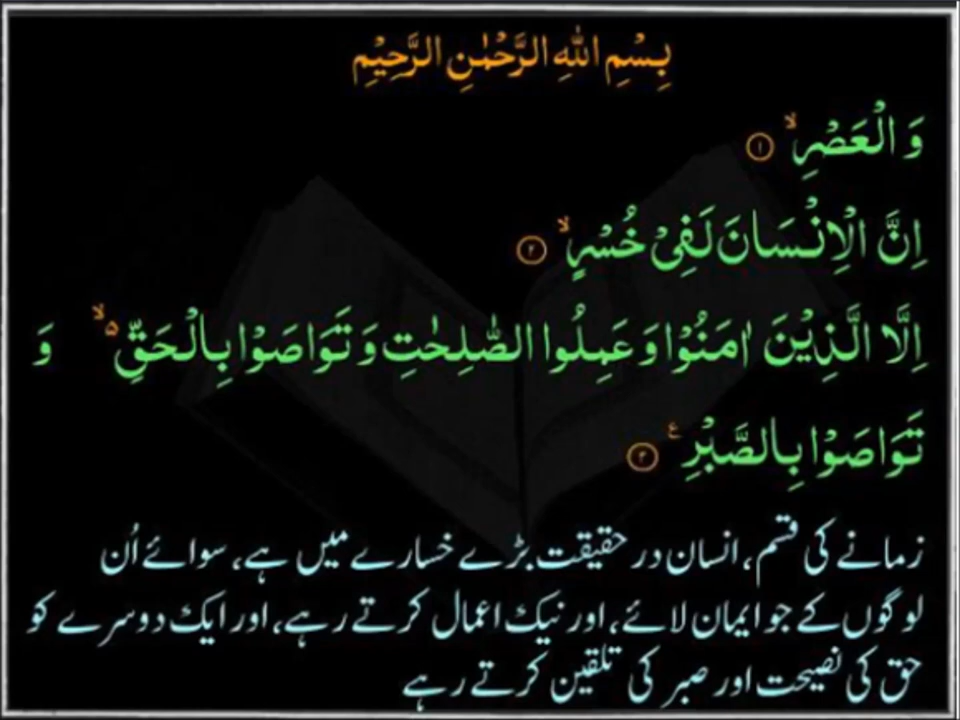 بِسْمِ اللّٰهِ الرَّحْمٰنِ الرَّحِيْمِ
وَ الْعَصْرِۙ ۝۱
اِنَّ الْاِنْسَانَ لَفِیْ خُسْرٍۙ ۝۲
اِلَّا الَّذِیْنَ اٰمَنُوْا وَ عَمِلُوا الصّٰلِحٰتِ وَ تَوَاصَوْا بِالْحَقِّ ۙ۬ۥ وَ
تَوَاصَوْا بِالصَّبْرِ ࣖ ۝۳
زمانے کی قسم، انسان در حقیقت بڑے خسارے میں ہے، سوائے اُن
لوگوں کے جو ایمان لائے، اور نیک اعمال کرتے رہے، اور ایک دوسرے کو
حق کی نصیحت اور صبر کی تلقین کرتے رہے